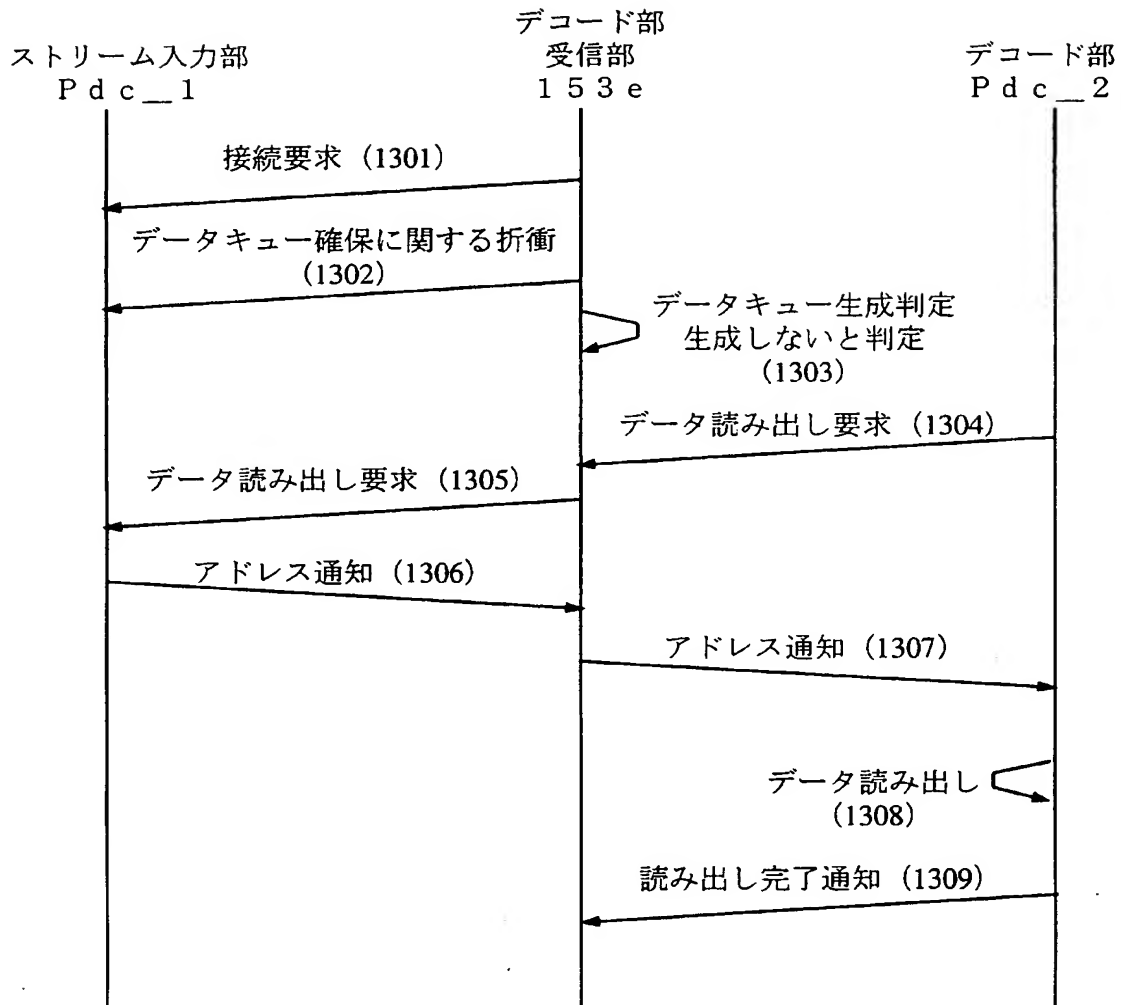 ストリーム入力部
Ｐｄｃ＿１
デコード部
受信部
１５３ｅ
デコード部
Ｐｄｃ＿２
接続要求（1301）
データキュー確保に関する折衝
（1302）
データキュー生成判定
生成しないと判定
（1303）
データ読み出し要求（1304）
データ読み出し要求（1305）
アドレス通知（1306）
アドレス通知（1307）
データ読み出し
（1308）
読み出し完了通知（1309）